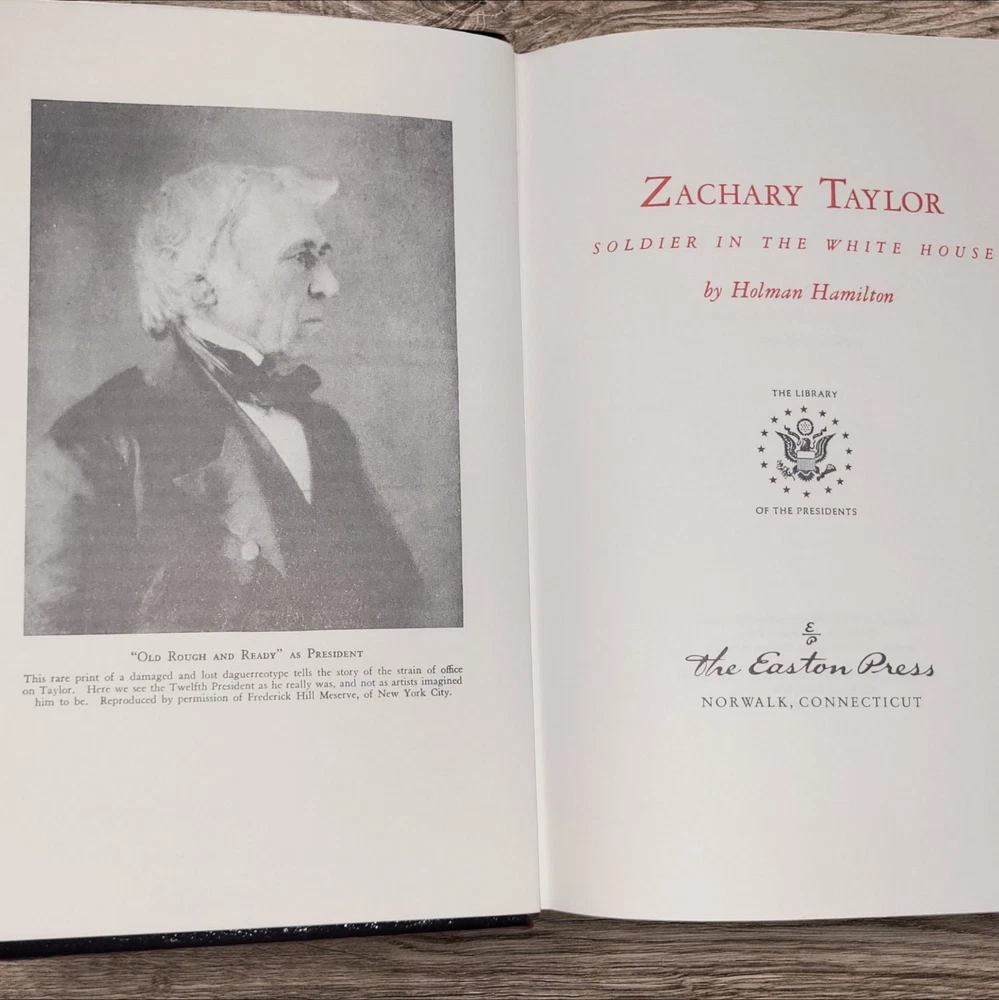 "Old Rough and Ready" as President
This rare print of a damaged and lost daguerreotype tells the story of the strain of office
on Taylor. Here we see the Twelfth President as he really was, and not as artists imagined
him to be. Reproduced by permission of Frederick Hill Meserve, of New York City.
ZACHARY TAYLOR
SOLDIER IN THE WHITE HOUSE
by Holman Hamilton
THE LIBRARY
OF THE PRESIDENTS
E
P
The Easton Press
NORWALK, CONNECTICUT